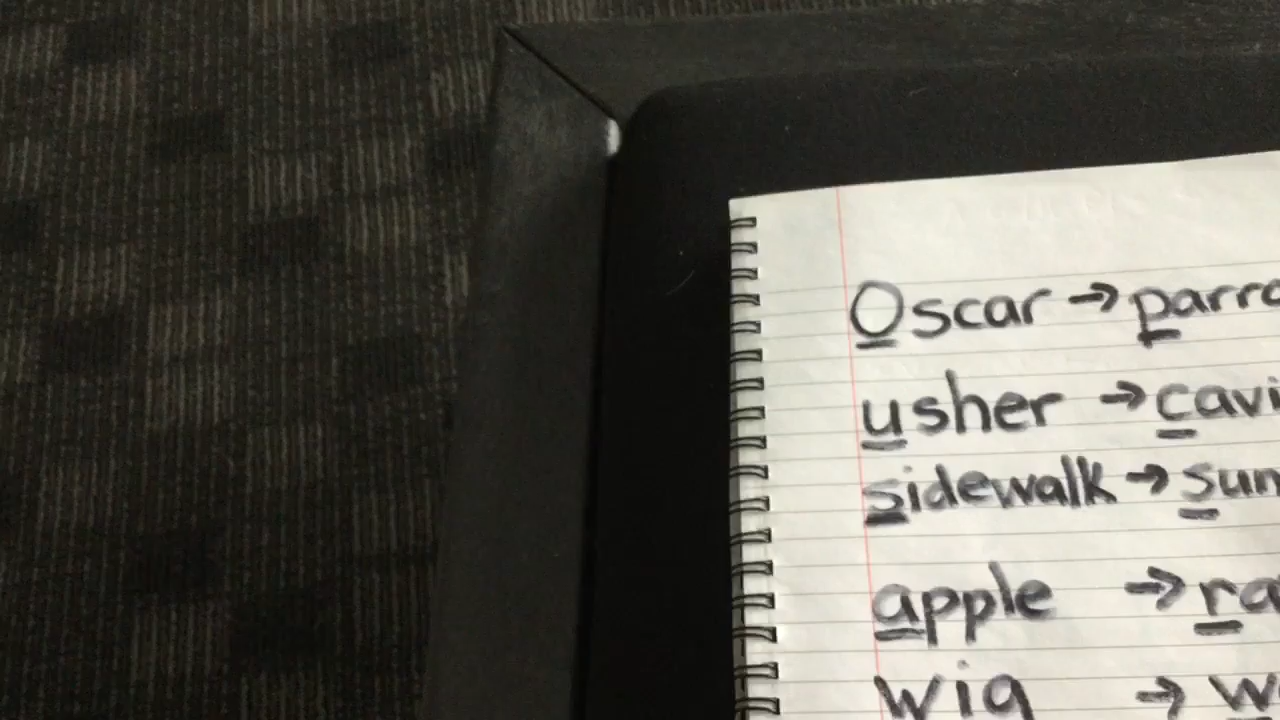 Oscar → parro
usher → cavi
sidewalk → sun
apple → ra
wig → w